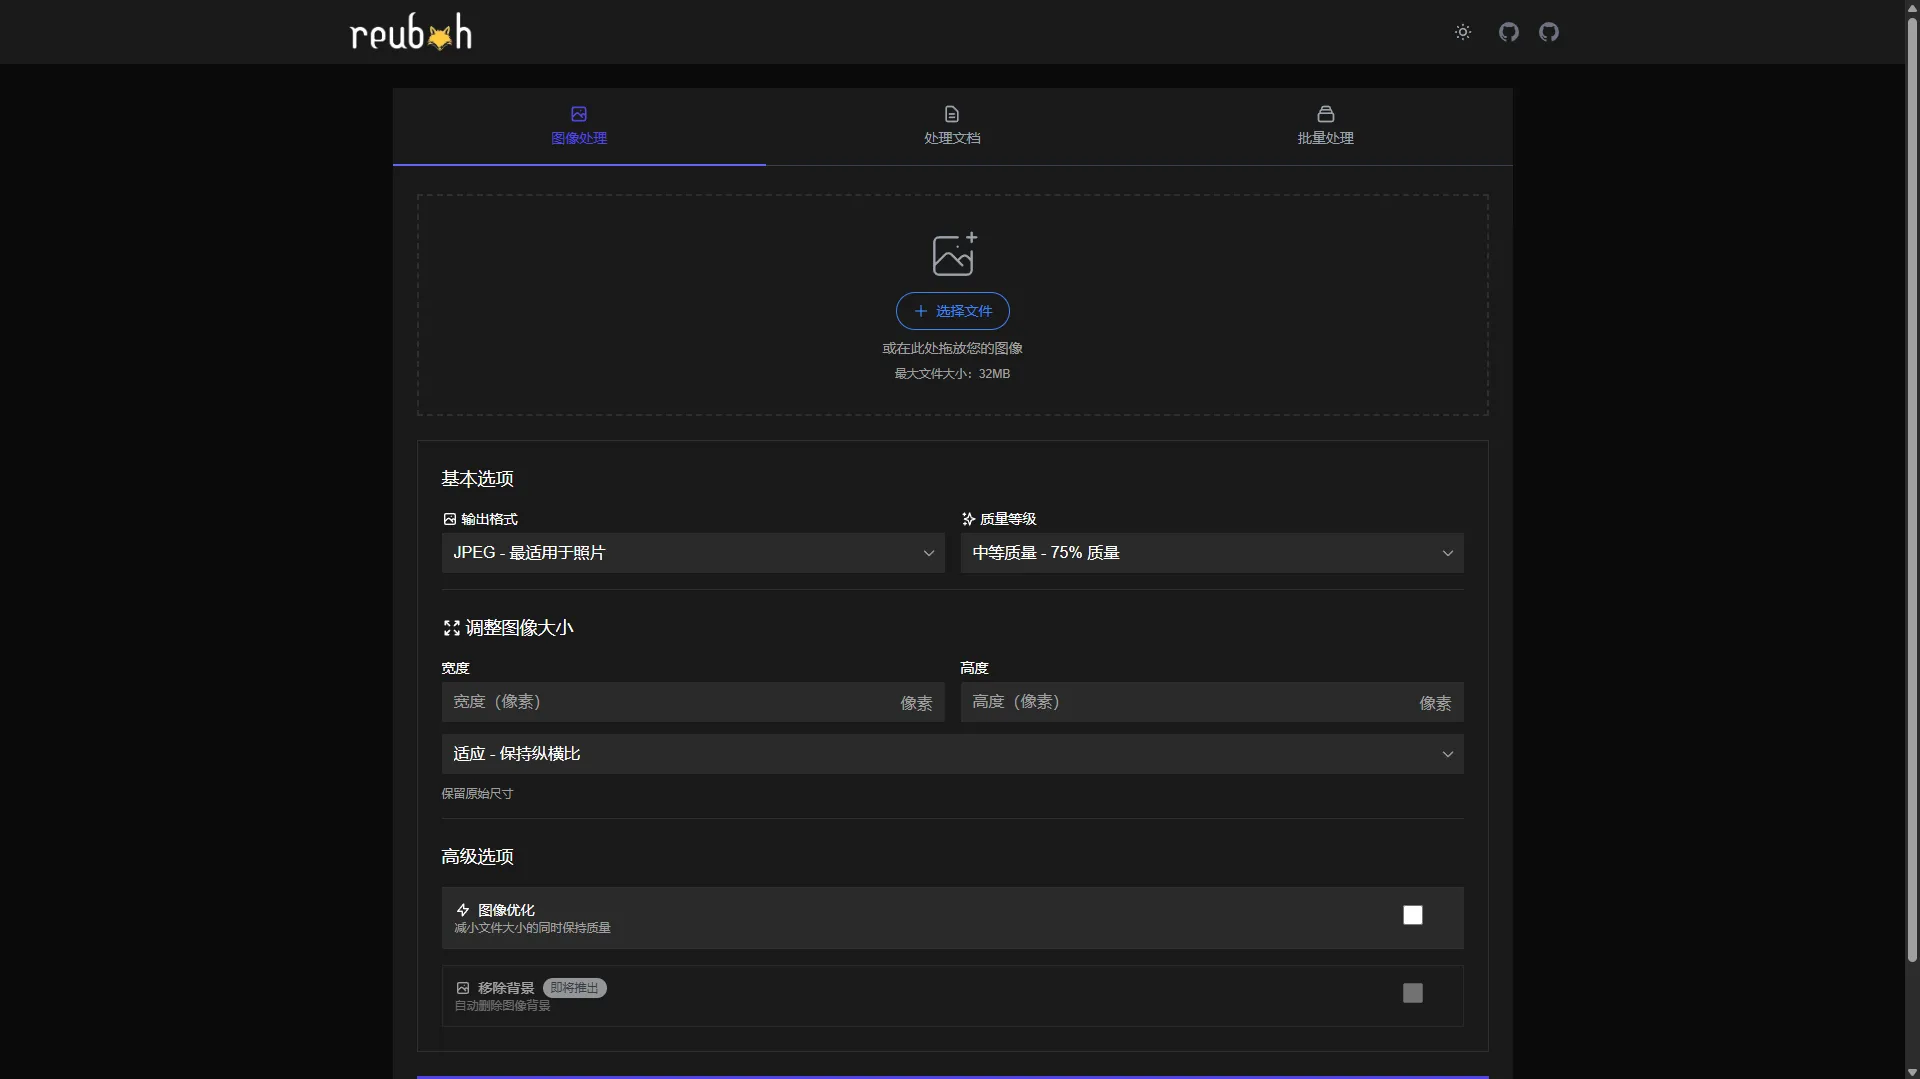 reubah
图像处理
处理文档
批量处理
选择文件
或在此处拖放您的图像
最大文件大小：32MB
基本选项
输出格式
质量等级
JPEG - 最适用于照片
中等质量 - 75% 质量
调整图像大小
宽度
高度
宽度（像素）
像素
高度（像素）
像素
适应 - 保持纵横比
保留原始尺寸
高级选项
图像优化
减小文件大小的同时保持质量
移除背景 即将推出
自动删除图像背景